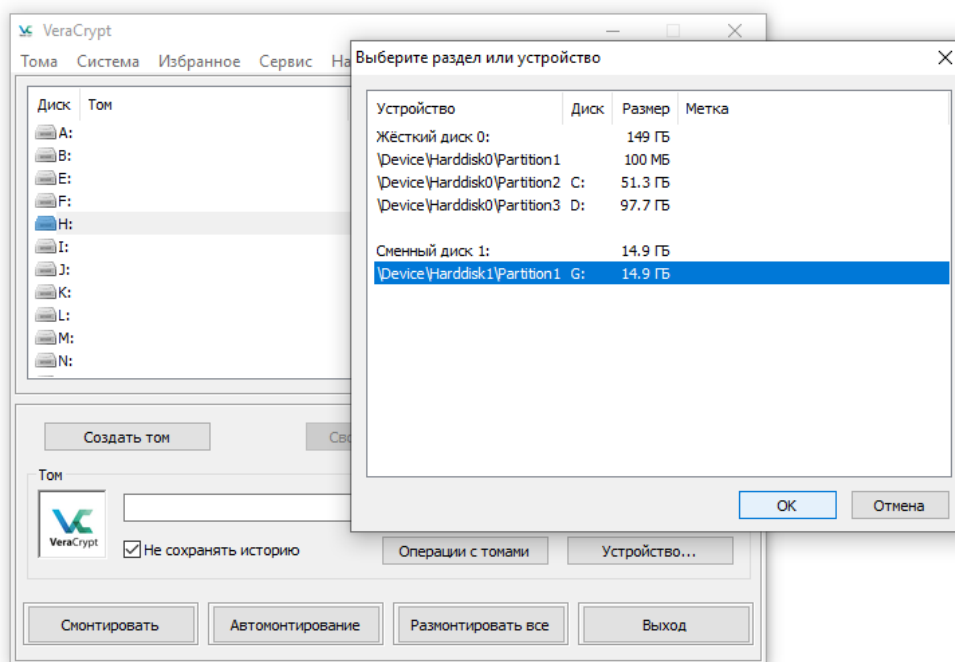 VeraCrypt
Тома Система Избранное Сервис На
Диск Том
A:
B:
E:
F:
H:
I:
J:
K:
L:
M:
N:
Создать том
Том
VeraCrypt
Не сохранять историю
Операции с томами Устройство...
Смонтировать Автомонтирование Размонтировать все Выход
Выберите раздел или устройство
Устройство Диск Размер Метка
Жёсткий диск 0: 149 ГБ
\Device\Harddisk0\Partition1 100 МБ
\Device\Harddisk0\Partition2 C: 51.3 ГБ
\Device\Harddisk0\Partition3 D: 97.7 ГБ
Сменный диск 1: 14.9 ГБ
\Device\Harddisk1\Partition1 G: 14.9 ГБ
OK Отмена